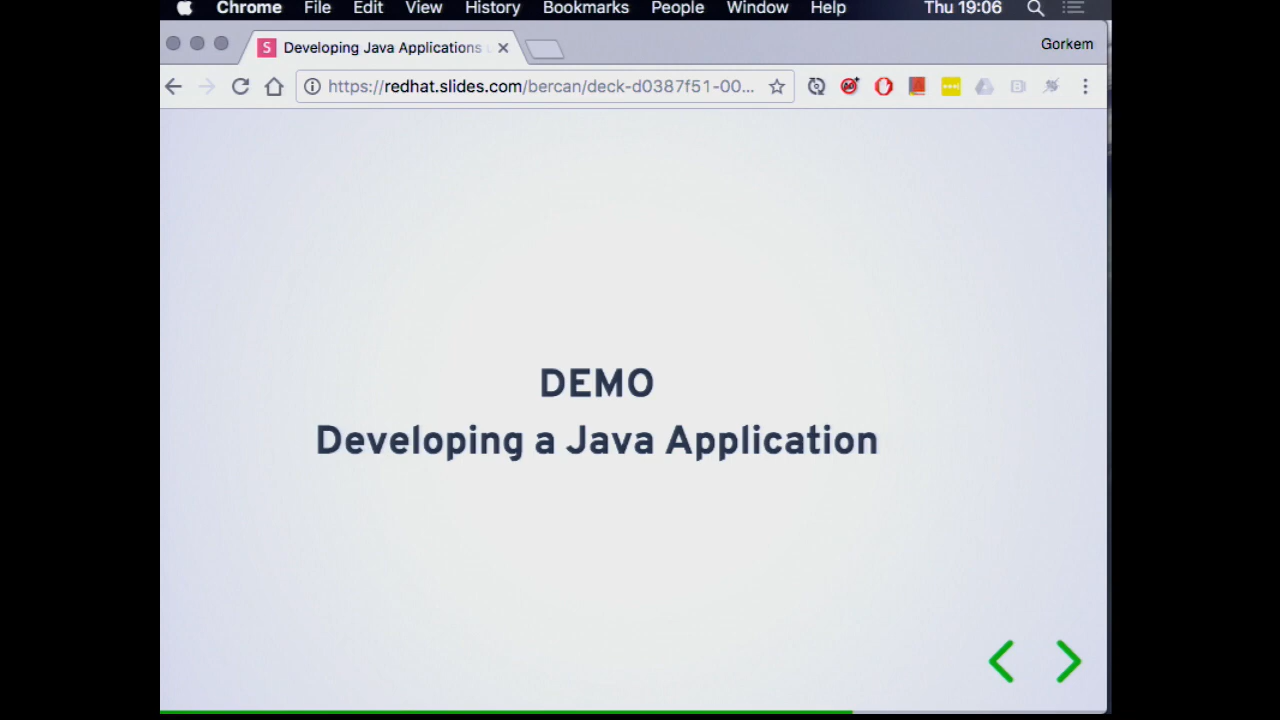 Chrome File Edit View History Bookmarks People Window Help Thu 19:06
S Developing Java Applications Gorkem
https://redhat.slides.com/bercan/deck-d0387f51-00...
DEMO
Developing a Java Application